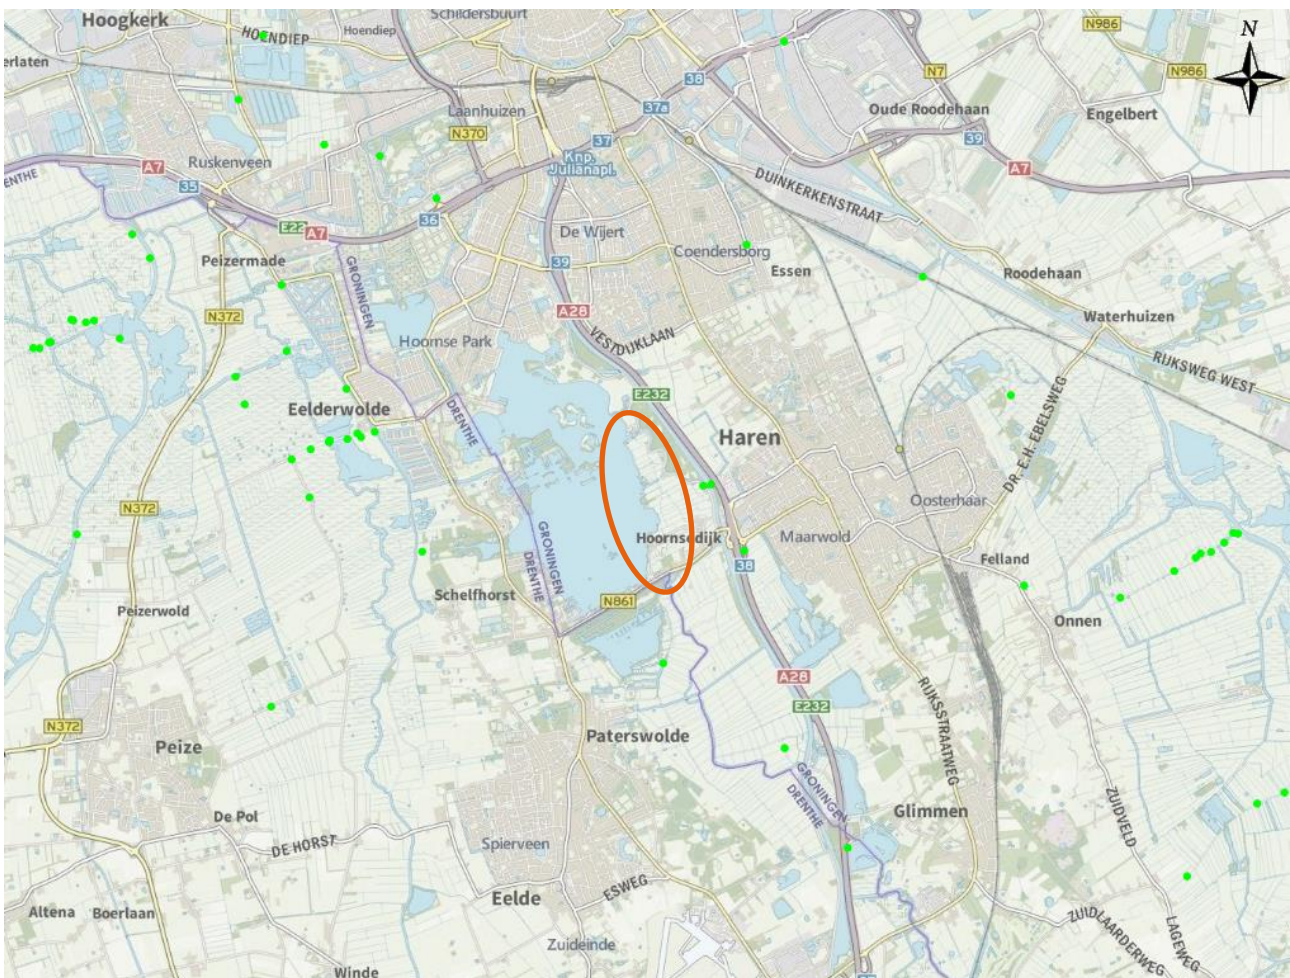 Schildersbuurt
Hoogkerk
HOENDIEP
Hoendiep
N986
N
erlaten
38
N7
N986
37a
Laanhuizen
Oude Roodehaan
Engelbert
N370
37
39
Ruskenveen
Knp.
Julianapl.
A7
A7
ENTHE
35
DUINKERKENSTRAAT
36
E22
A7
De Wijert
Coendersborg
Peizermade
39
Essen
Roodehaan
GRONINGEN
N372
A28
Waterhuizen
VESTDIJKLAAN
Hoornse Park
RIJKSWEG WEST
E232
DR. E.H. EBELSWEG
Eelderwolde
DRENTHE
Haren
N372
Oosterhaar
GRONINGEN
DRENTHE
Hoornsedijk
Maarwold
38
Felland
Schelfhorst
N861
Peizerwold
Onnen
A28
RIJKSSTRAATWEG
E232
N372
Peize
Paterswolde
GRONINGEN
DRENTHE
ZUIDVELD
De Pol
Glimmen
DE HORST
Spierveen
Eelde
ESWEG
Altena
Boerlaan
ZUIDLAARDERWEG
LAGEWEG
Zuideinde
Winde